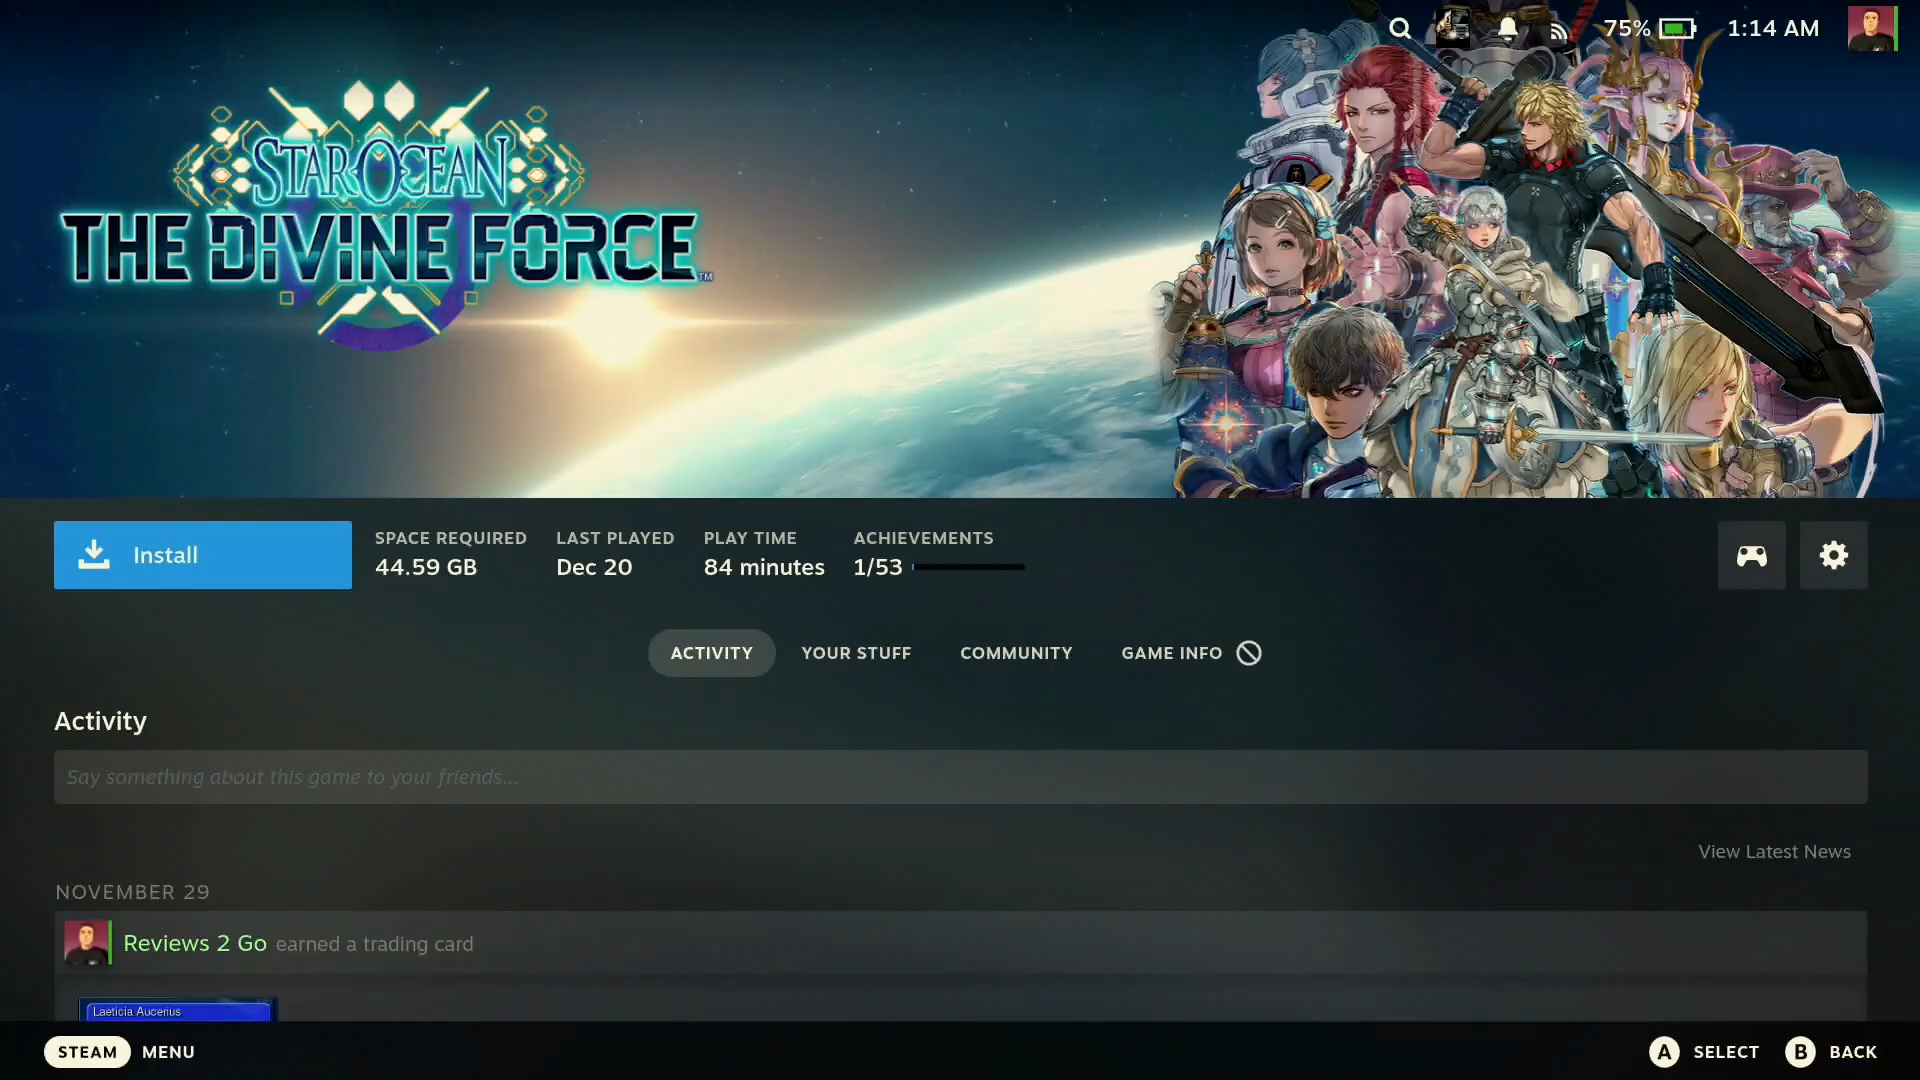 75%
1:14 AM
STAR OCEAN
THE DIVINE FORCE™
Install
SPACE REQUIRED
44.59 GB
LAST PLAYED
Dec 20
PLAY TIME
84 minutes
ACHIEVEMENTS
1/53
ACTIVITY
YOUR STUFF
COMMUNITY
GAME INFO
Activity
Say something about this game to your friends...
View Latest News
NOVEMBER 29
Reviews 2 Go earned a trading card
Laeticia Aucerius
STEAM MENU
A SELECT
B BACK